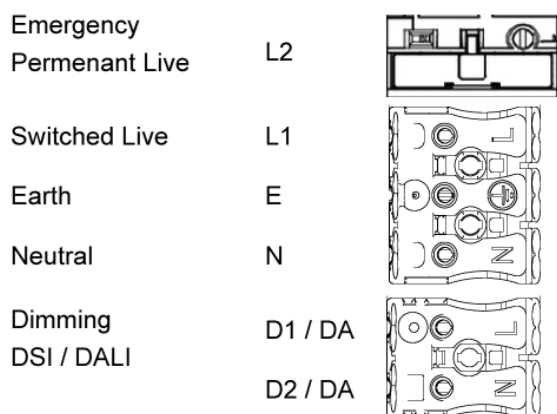 Emergency
Permenant Live L2
Switched Live L1 L
Earth E
Neutral N N
Dimming
DSI / DALI D1 / DA L
D2 / DA N